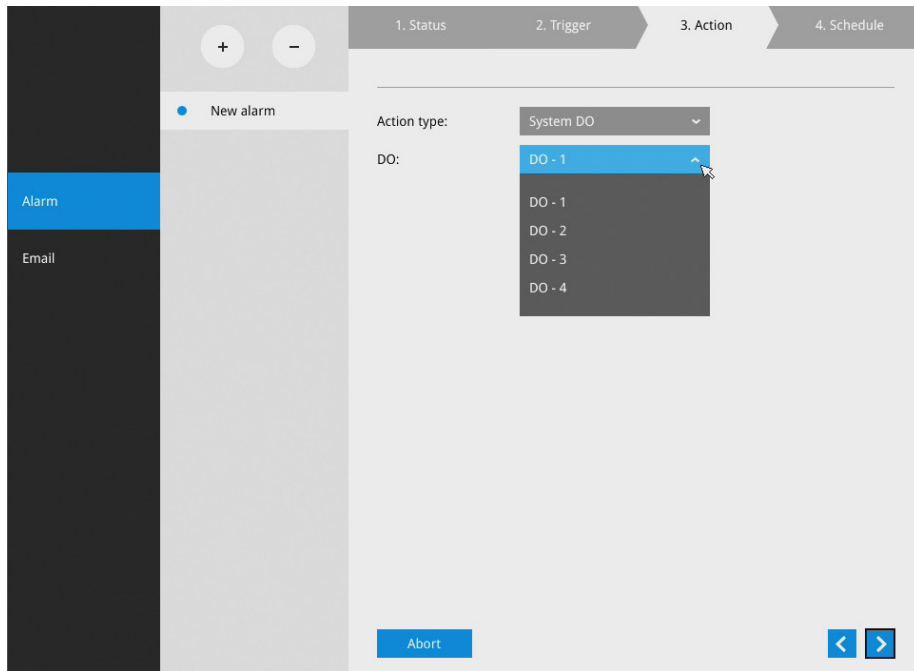 1. Status
2. Trigger
3. Action
4. Schedule
+
-
New alarm
Action type:
System DO
DO:
DO - 1
DO - 1
DO - 2
DO - 3
DO - 4
Alarm
Email
Abort
<
>